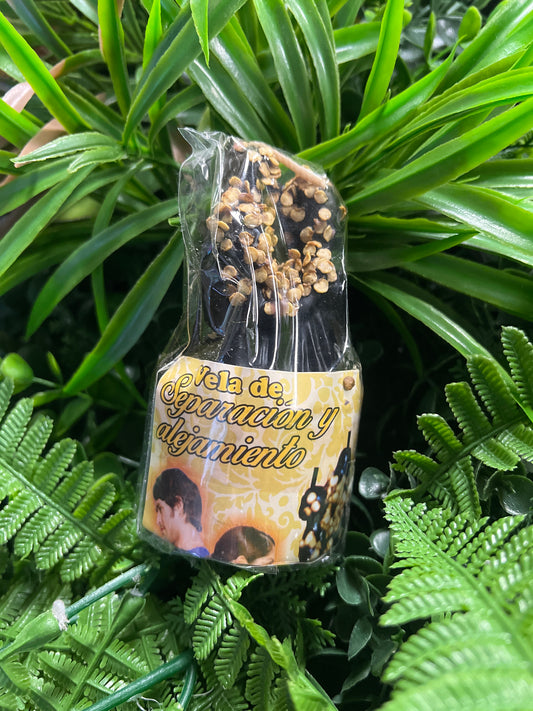 Vela de
Separación y
alejamiento